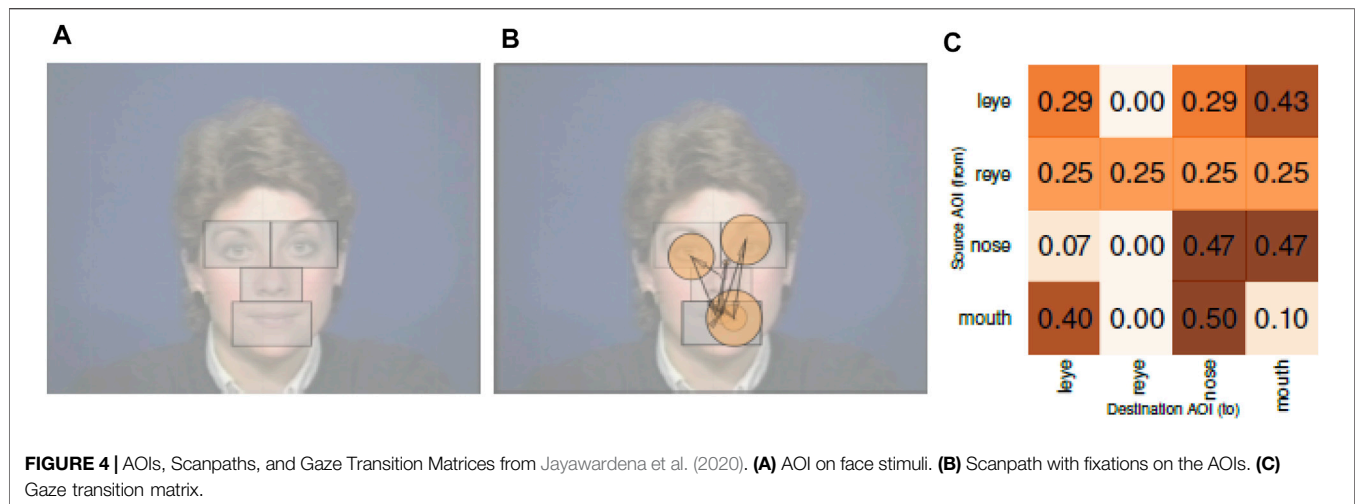 A
B
C
leye 0.29 0.00 0.29 0.43
reye 0.25 0.25 0.25 0.25
nose 0.07 0.00 0.47 0.47
mouth 0.40 0.00 0.50 0.10
Source AOI (from)
leye reye nose mouth
Destination AOI (to)
FIGURE 4 | AOIs, Scanpaths, and Gaze Transition Matrices from Jayawardena et al. (2020). (A) AOI on face stimuli. (B) Scanpath with fixations on the AOIs. (C)
Gaze transition matrix.